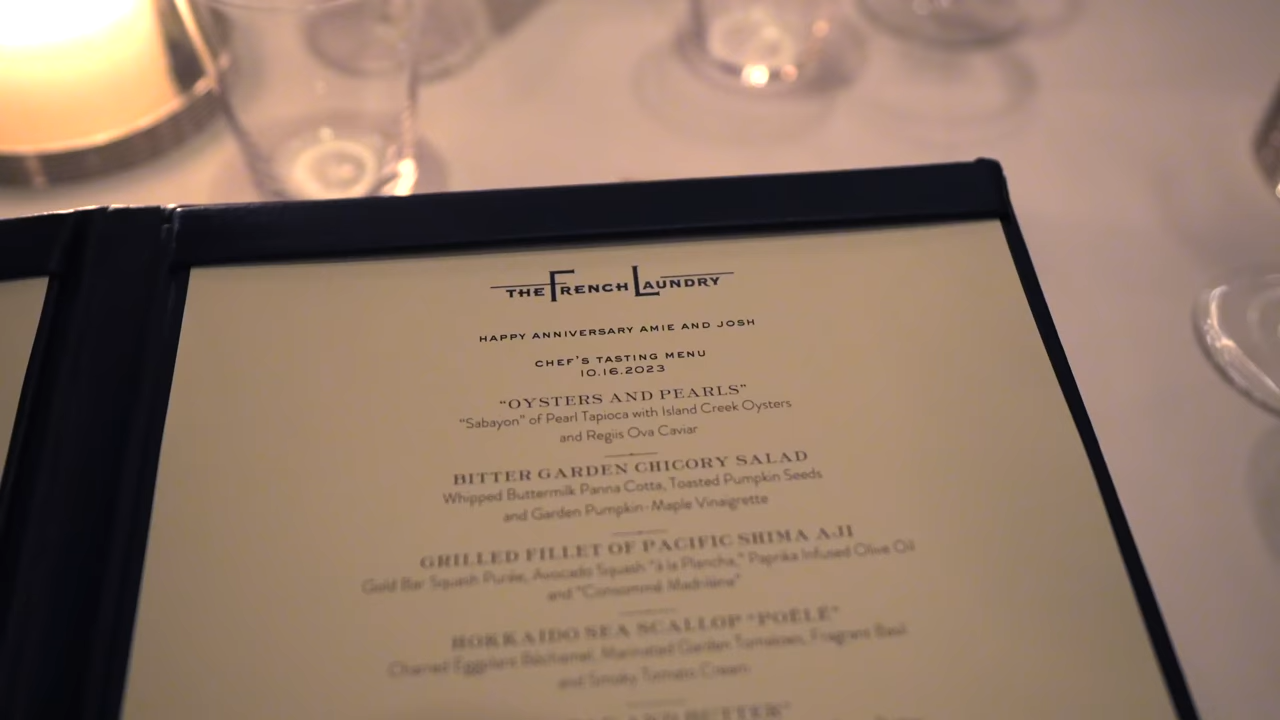 THE FRENCH LAUNDRY
HAPPY ANNIVERSARY AMIE AND JOSH
CHEF'S TASTING MENU
10.16.2023
"OYSTERS AND PEARLS"
"Sabayon" of Pearl Tapioca with Island Creek Oysters
and Regiis Ova Caviar
BITTER GARDEN CHICORY SALAD
Whipped Buttermilk Panna Cotta, Toasted Pumpkin Seeds
and Garden Pumpkin-Maple Vinaigrette
GRILLED FILLET OF PACIFIC SHIMA AJI
Gold Bar Squash Purée, Avocado Squash "à la Plancha," Paprika Infused Olive Oil
and "Consommé Madrilène"
HOKKAIDO SEA SCALLOP "POÊLÉ"
Charred Eggplant Béchamel, Marinated Garden Tomatoes, Fragrant Basil
and Smoky Tomato Cream
AND BUTTER"